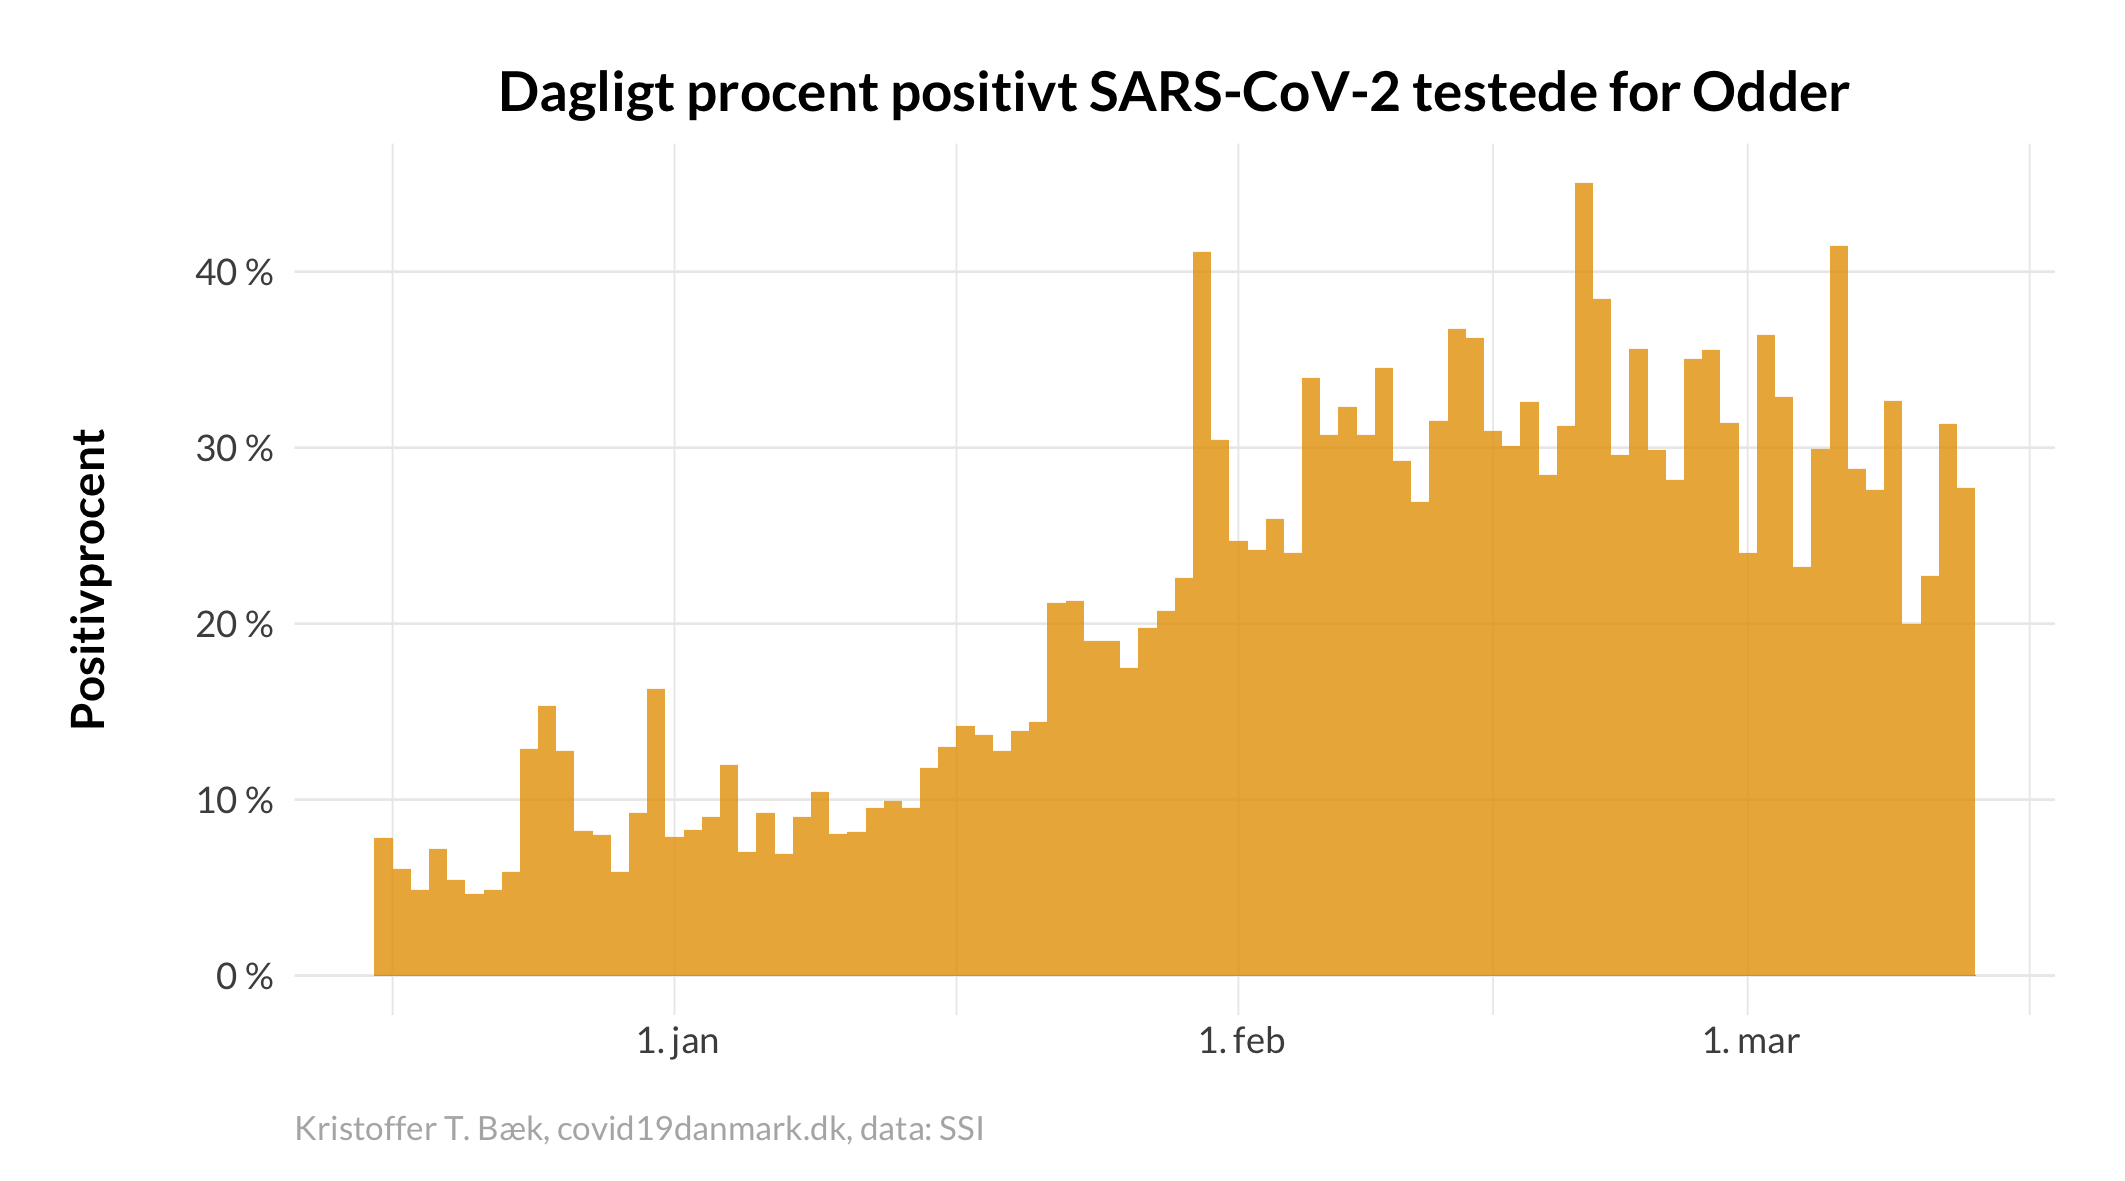 Dagligt procent positivt SARS-CoV-2 testede for Odder
Positivprocent
40 %
30 %
20 %
10 %
0 %
1. jan
1. feb
1. mar
Kristoffer T. Bæk, covid19danmark.dk, data: SSI